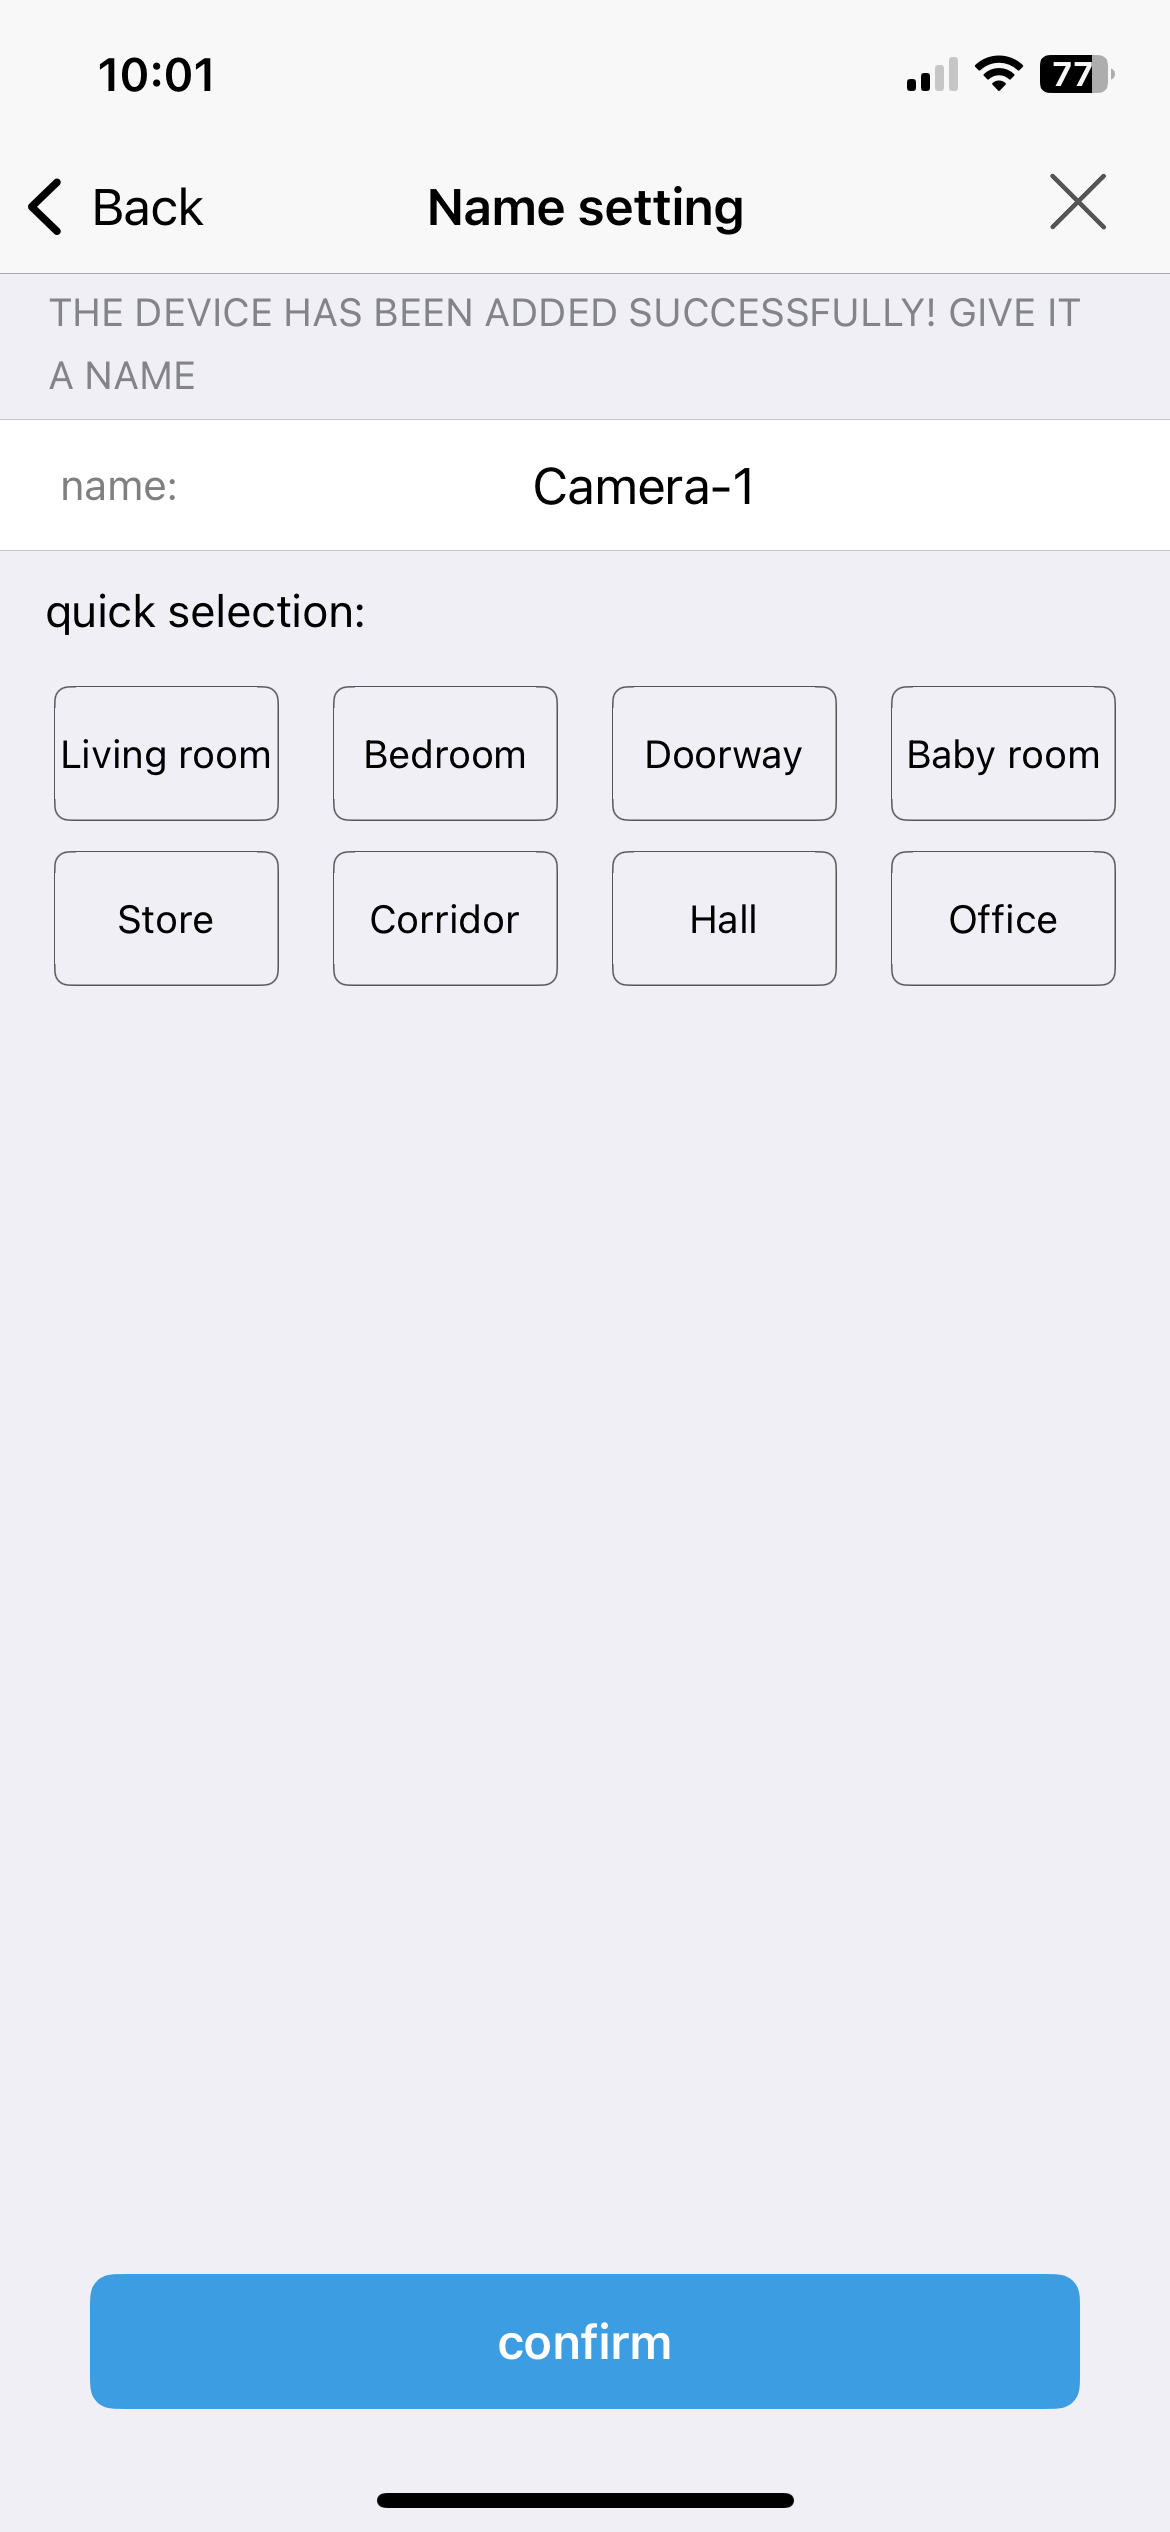 10:01
77
Back
Name setting
THE DEVICE HAS BEEN ADDED SUCCESSFULLY! GIVE IT
A NAME
name:
Camera-1
quick selection:
Living room
Bedroom
Doorway
Baby room
Store
Corridor
Hall
Office
confirm